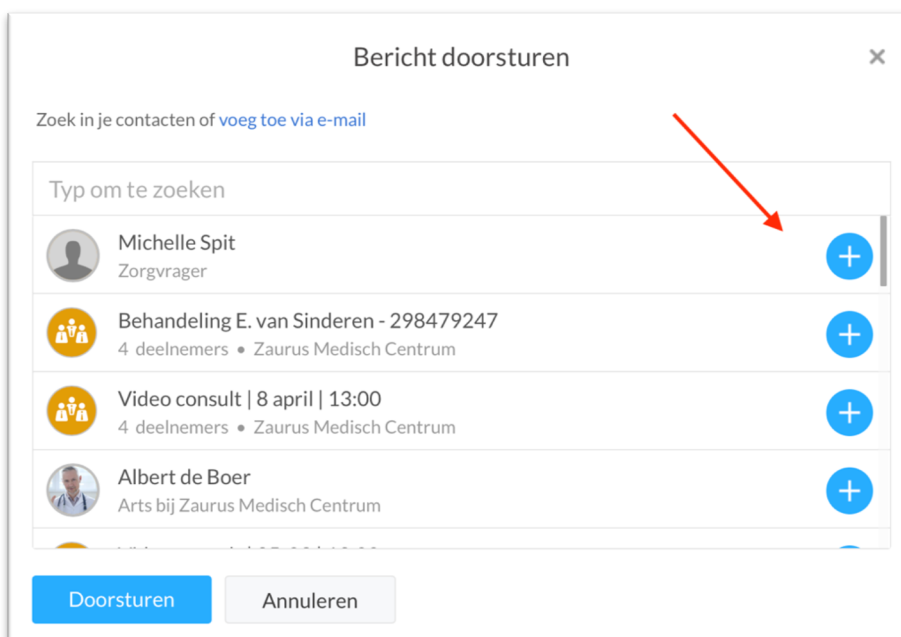 Bericht doorsturen
×
Zoek in je contacten of voeg toe via e-mail
Typ om te zoeken
Michelle Spit
Zorgvrager
Behandeling E. van Sinderen - 298479247
4 deelnemers • Zaurus Medisch Centrum
Video consult | 8 april | 13:00
4 deelnemers • Zaurus Medisch Centrum
Albert de Boer
Arts bij Zaurus Medisch Centrum
Doorsturen
Annuleren